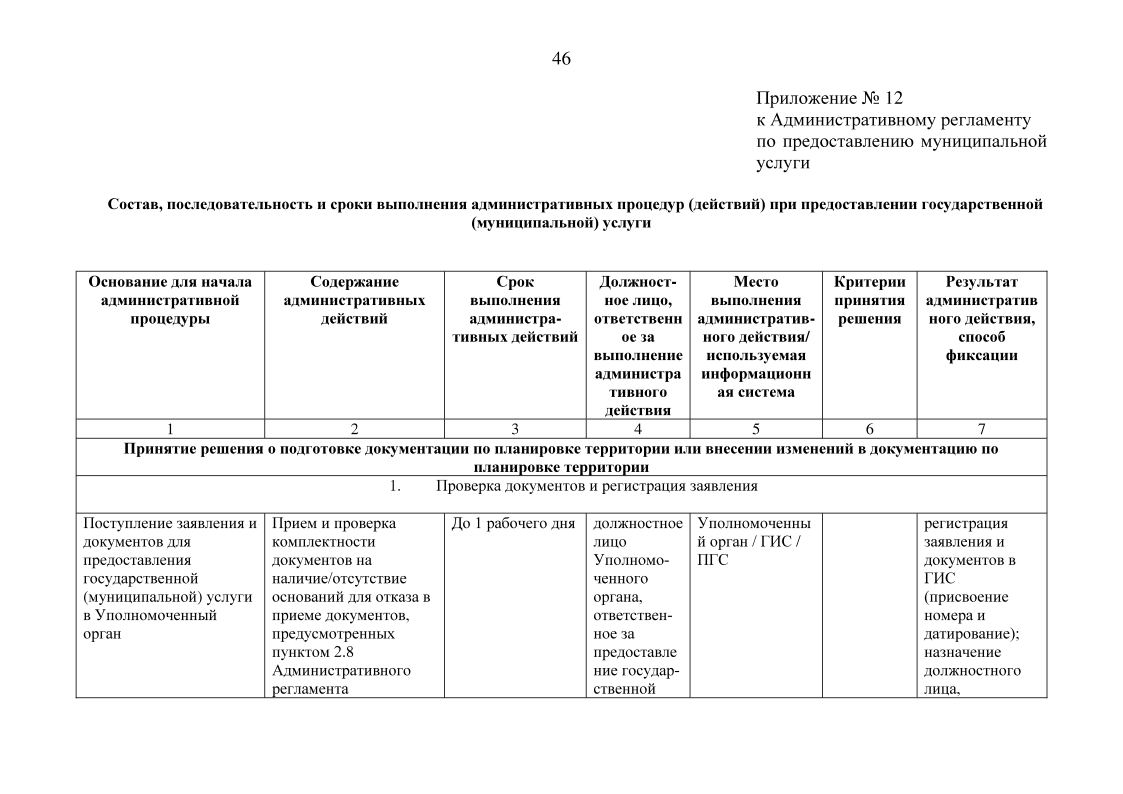 46
Приложение № 12
к Административному регламенту
по предоставлению муниципальной
услуги
Состав, последовательность и сроки выполнения административных процедур (действий) при предоставлении государственной
(муниципальной) услуги
Основание для начала
административной
процедуры
Содержание
административных
действий
Срок
выполнения
администра-
тивных действий
Должност-
ное лицо,
ответственн
ое за
выполнение
администра
тивного
действия
Место
выполнения
административ-
ного действия/
используемая
информационн
ая система
Критерии
принятия
решения
Результат
административ
ного действия,
способ
фиксации
1
2
3
4
5
6
7
Принятие решения о подготовке документации по планировке территории или внесении изменений в документацию по
планировке территории
1. Проверка документов и регистрация заявления
Поступление заявления и
документов для
предоставления
государственной
(муниципальной) услуги
в Уполномоченный
орган
Прием и проверка
комплектности
документов на
наличие/отсутствие
оснований для отказа в
приеме документов,
предусмотренных
пунктом 2.8
Административного
регламента
До 1 рабочего дня
должностное
лицо
Уполномо-
ченного
органа,
ответствен-
ное за
предоставле
ние государ-
ственной
Уполномоченны
й орган / ГИС /
ПГС
регистрация
заявления и
документов в
ГИС
(присвоение
номера и
датирование);
назначение
должностного
лица,